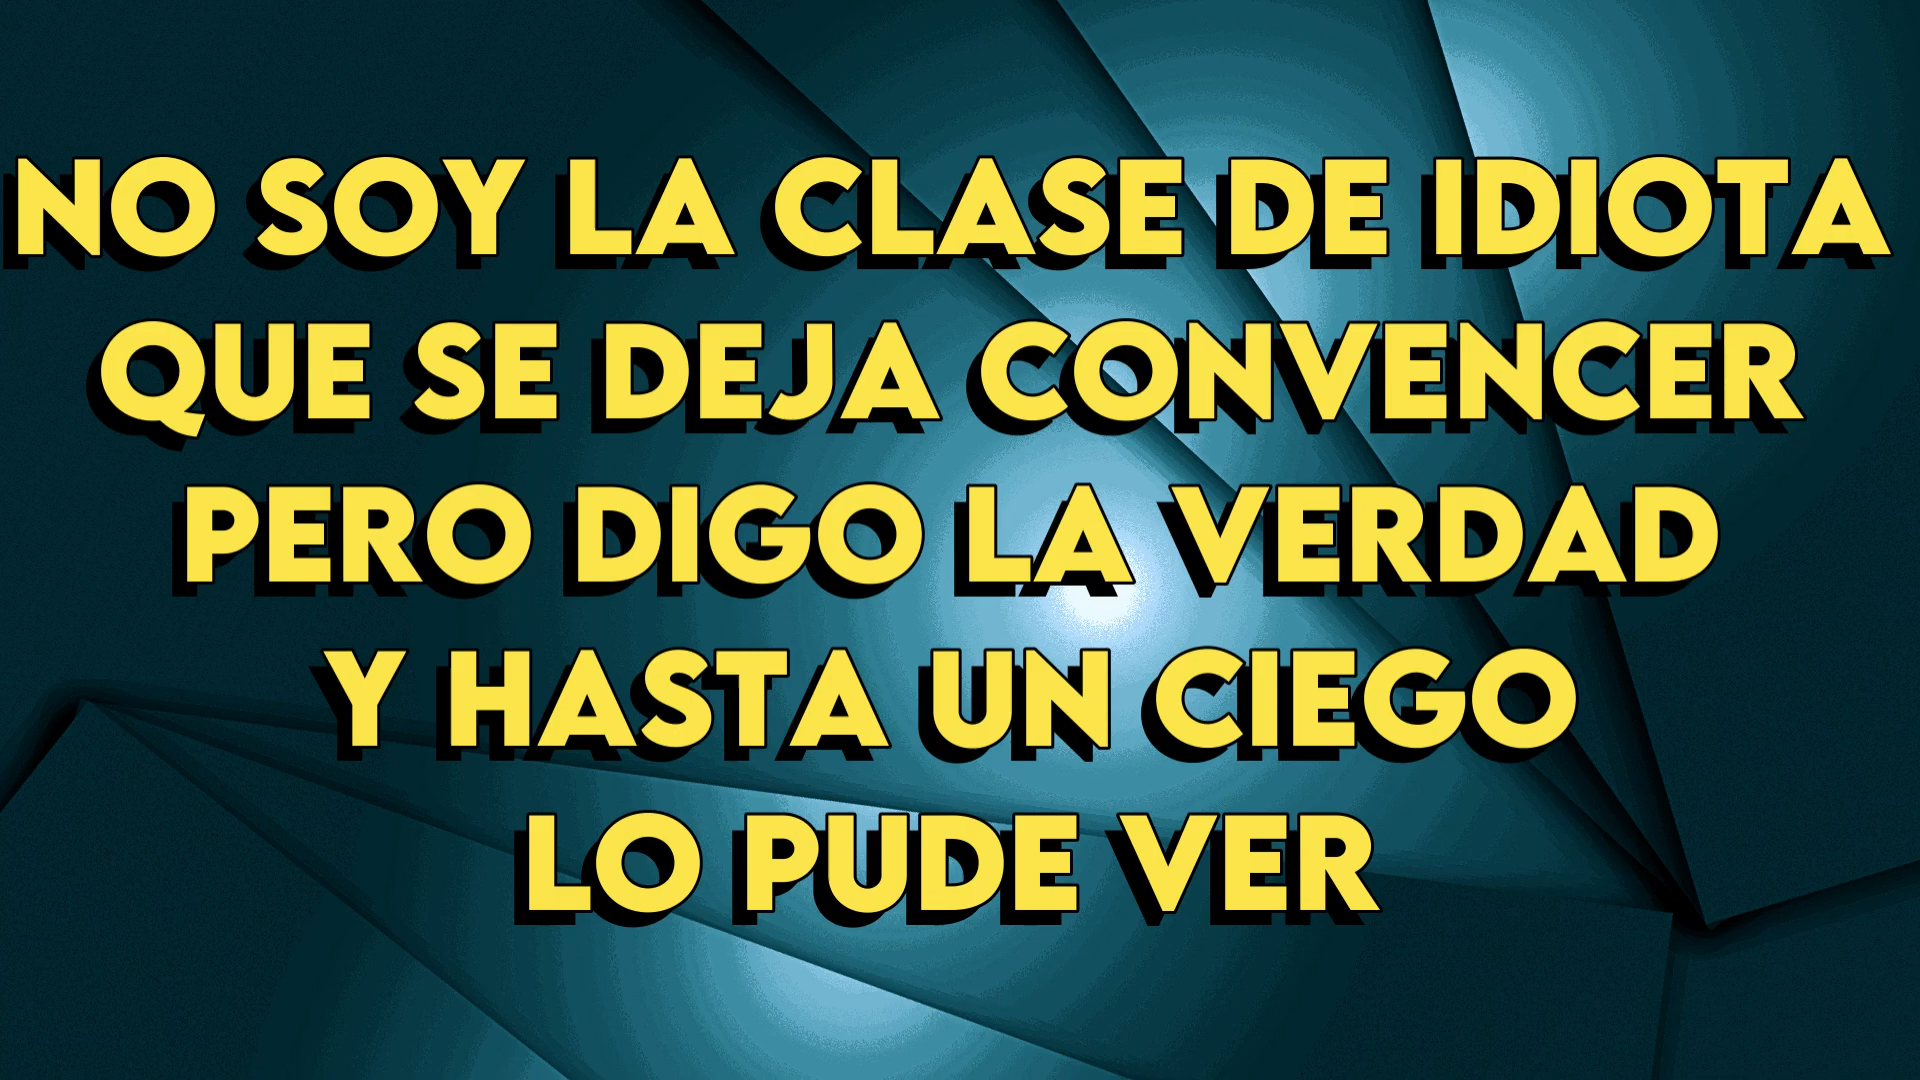 NO SOY LA CLASE DE IDIOTA
QUE SE DEJA CONVENCER
PERO DIGO LA VERDAD
Y HASTA UN CIEGO
LO PUDE VER